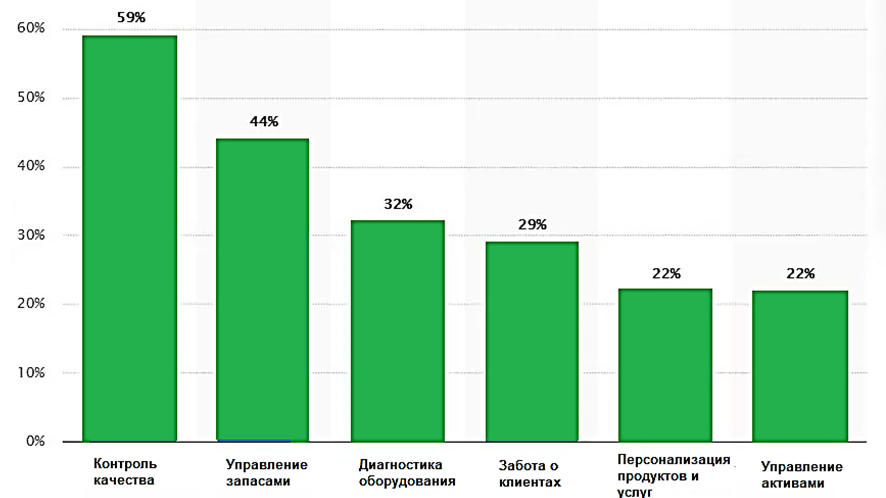 59%
60%
50%
44%
40%
32%
30%
29%
22%
22%
20%
10%
0%
Контроль
качества
Управление
запасами
Диагностика
оборудования
Забота о
клиентах
Персонализация
продуктов и
услуг
Управление
активами